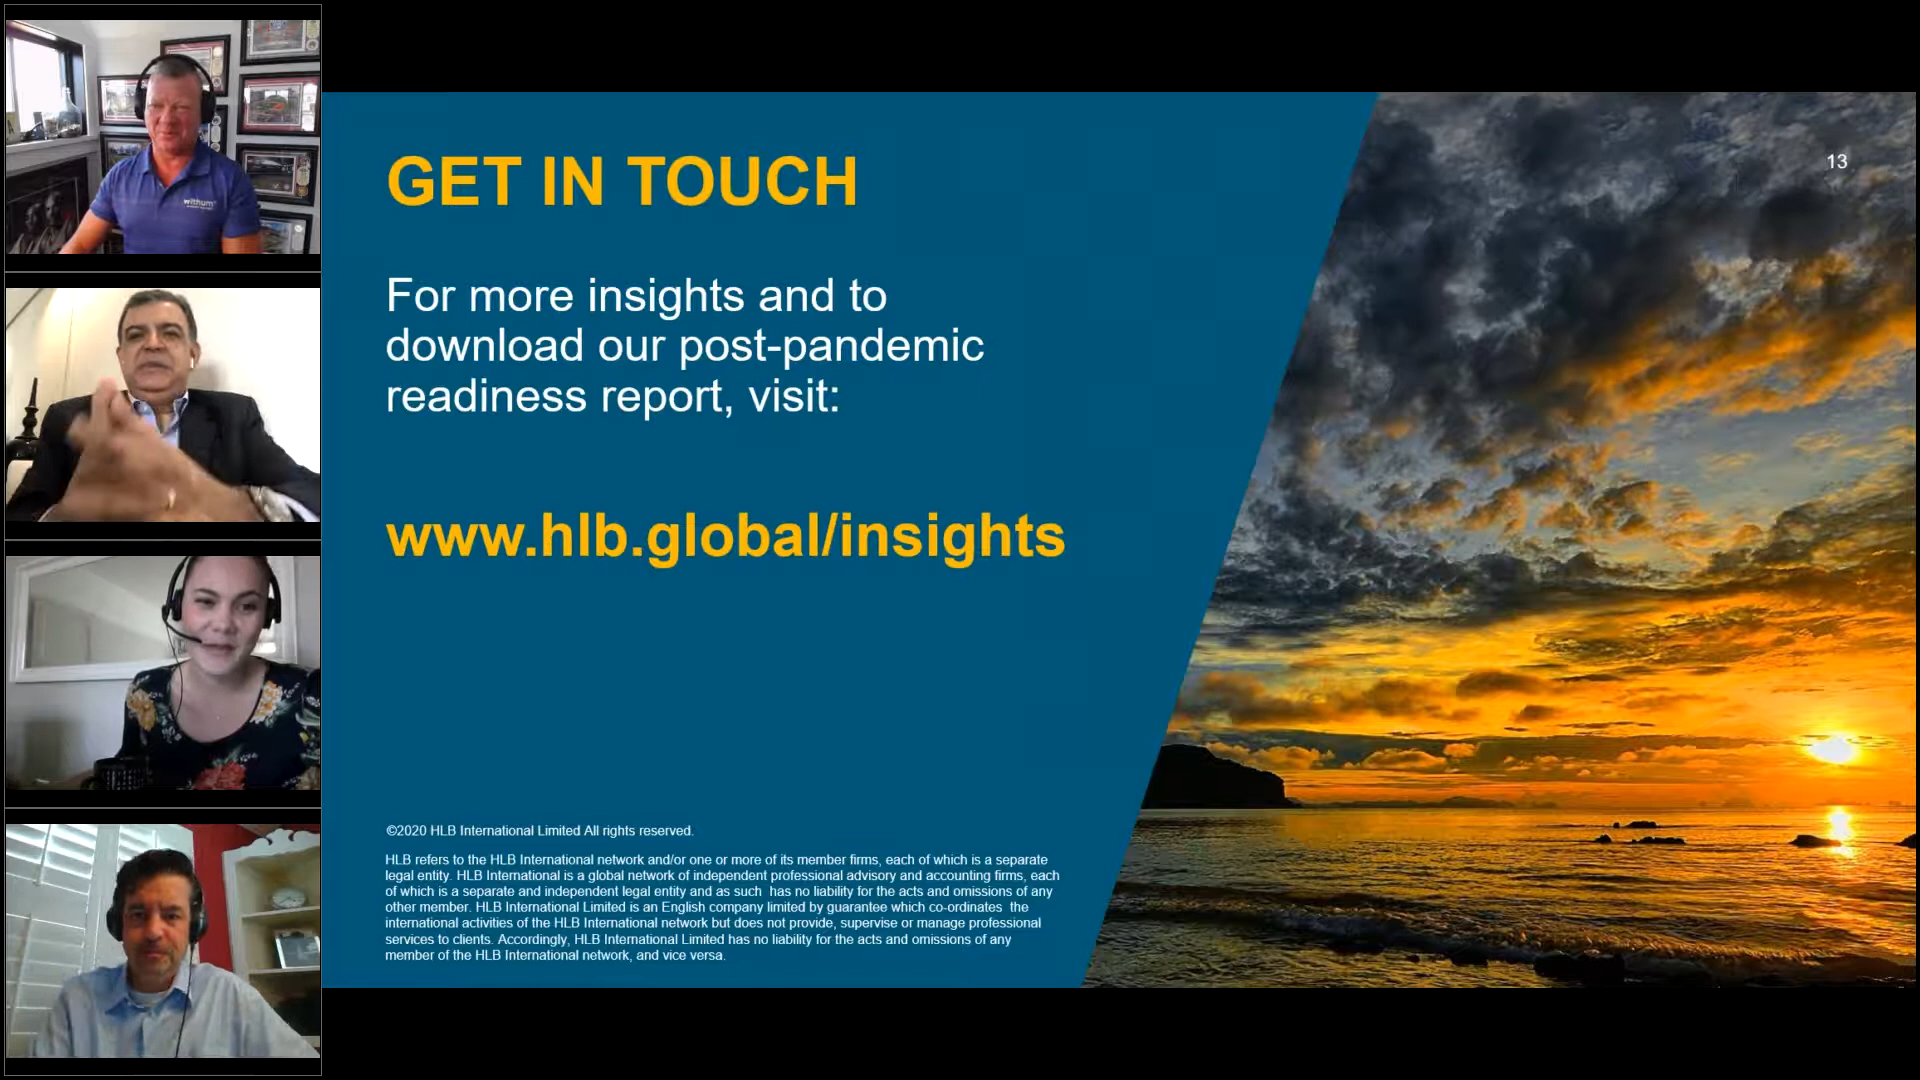 withum
13
GET IN TOUCH
For more insights and to
download our post-pandemic
readiness report, visit:
www.hlb.global/insights
©2020 HLB International Limited All rights reserved.
HLB refers to the HLB International network and/or one or more of its member firms, each of which is a separate
legal entity. HLB International is a global network of independent professional advisory and accounting firms, each
of which is a separate and independent legal entity and as such has no liability for the acts and omissions of any
other member. HLB International Limited is an English company limited by guarantee which co-ordinates the
international activities of the HLB International network but does not provide, supervise or manage professional
services to clients. Accordingly, HLB International Limited has no liability for the acts and omissions of any
member of the HLB International network, and vice versa.